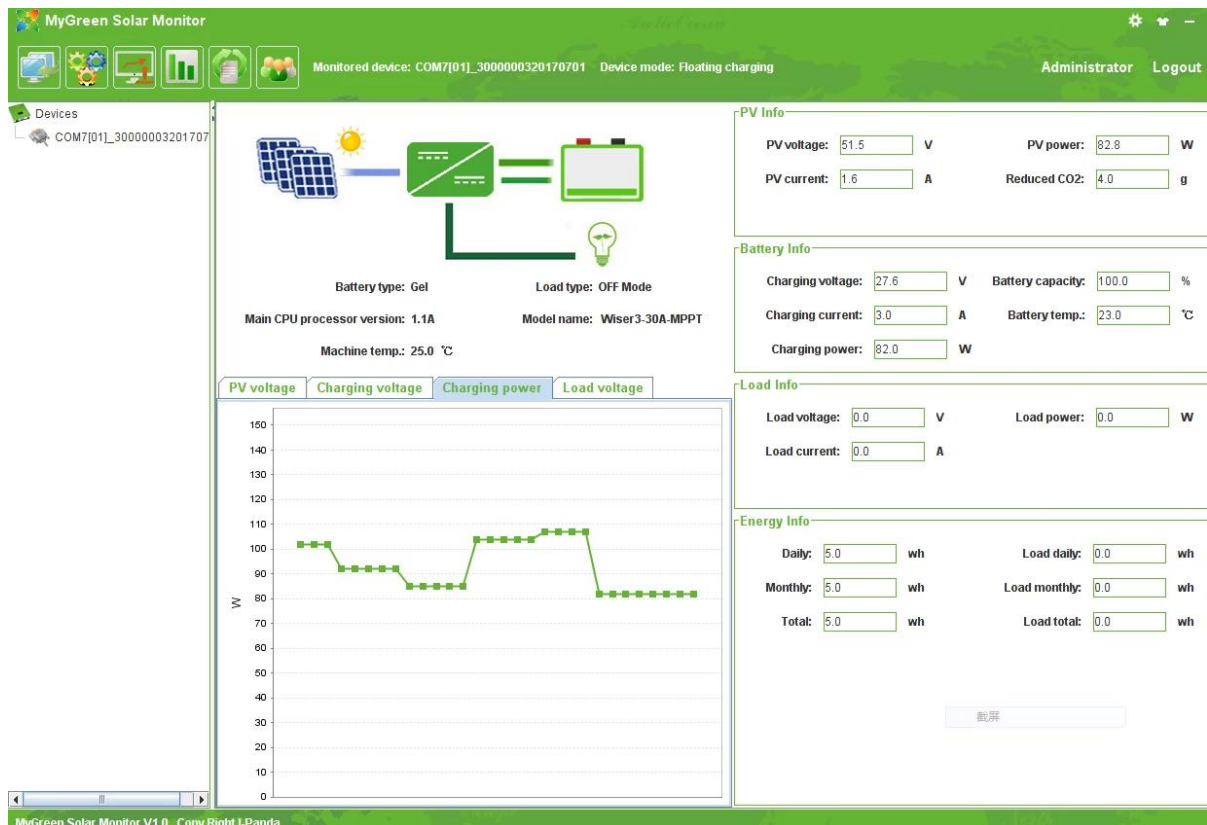 MyGreen Solar Monitor
Monitored device: COM7[01]_3000000320170701 Device mode: Floating charging
Administrator Logout
Devices
COM7[01]_30000003201707
Battery type: Gel Load type: OFF Mode
Main CPU processor version: 1.1A Model name: Wiser3-30A-MPPT
Machine temp.: 25.0 ℃
PV voltage Charging voltage Charging power Load voltage
150
140
130
120
110
100
90
W
80
70
60
50
40
30
20
10
0
PV Info
PV voltage: 51.5 V PV power: 82.8 W
PV current: 1.6 A Reduced CO2: 4.0 g
Battery Info
Charging voltage: 27.6 V Battery capacity: 100.0 %
Charging current: 3.0 A Battery temp.: 23.0 ℃
Charging power: 82.0 W
Load Info
Load voltage: 0.0 V Load power: 0.0 W
Load current: 0.0 A
Energy Info
Daily: 5.0 wh Load daily: 0.0 wh
Monthly: 5.0 wh Load monthly: 0.0 wh
Total: 5.0 wh Load total: 0.0 wh
截屏
MyGreen Solar Monitor V1.0 Copy Right I-Panda